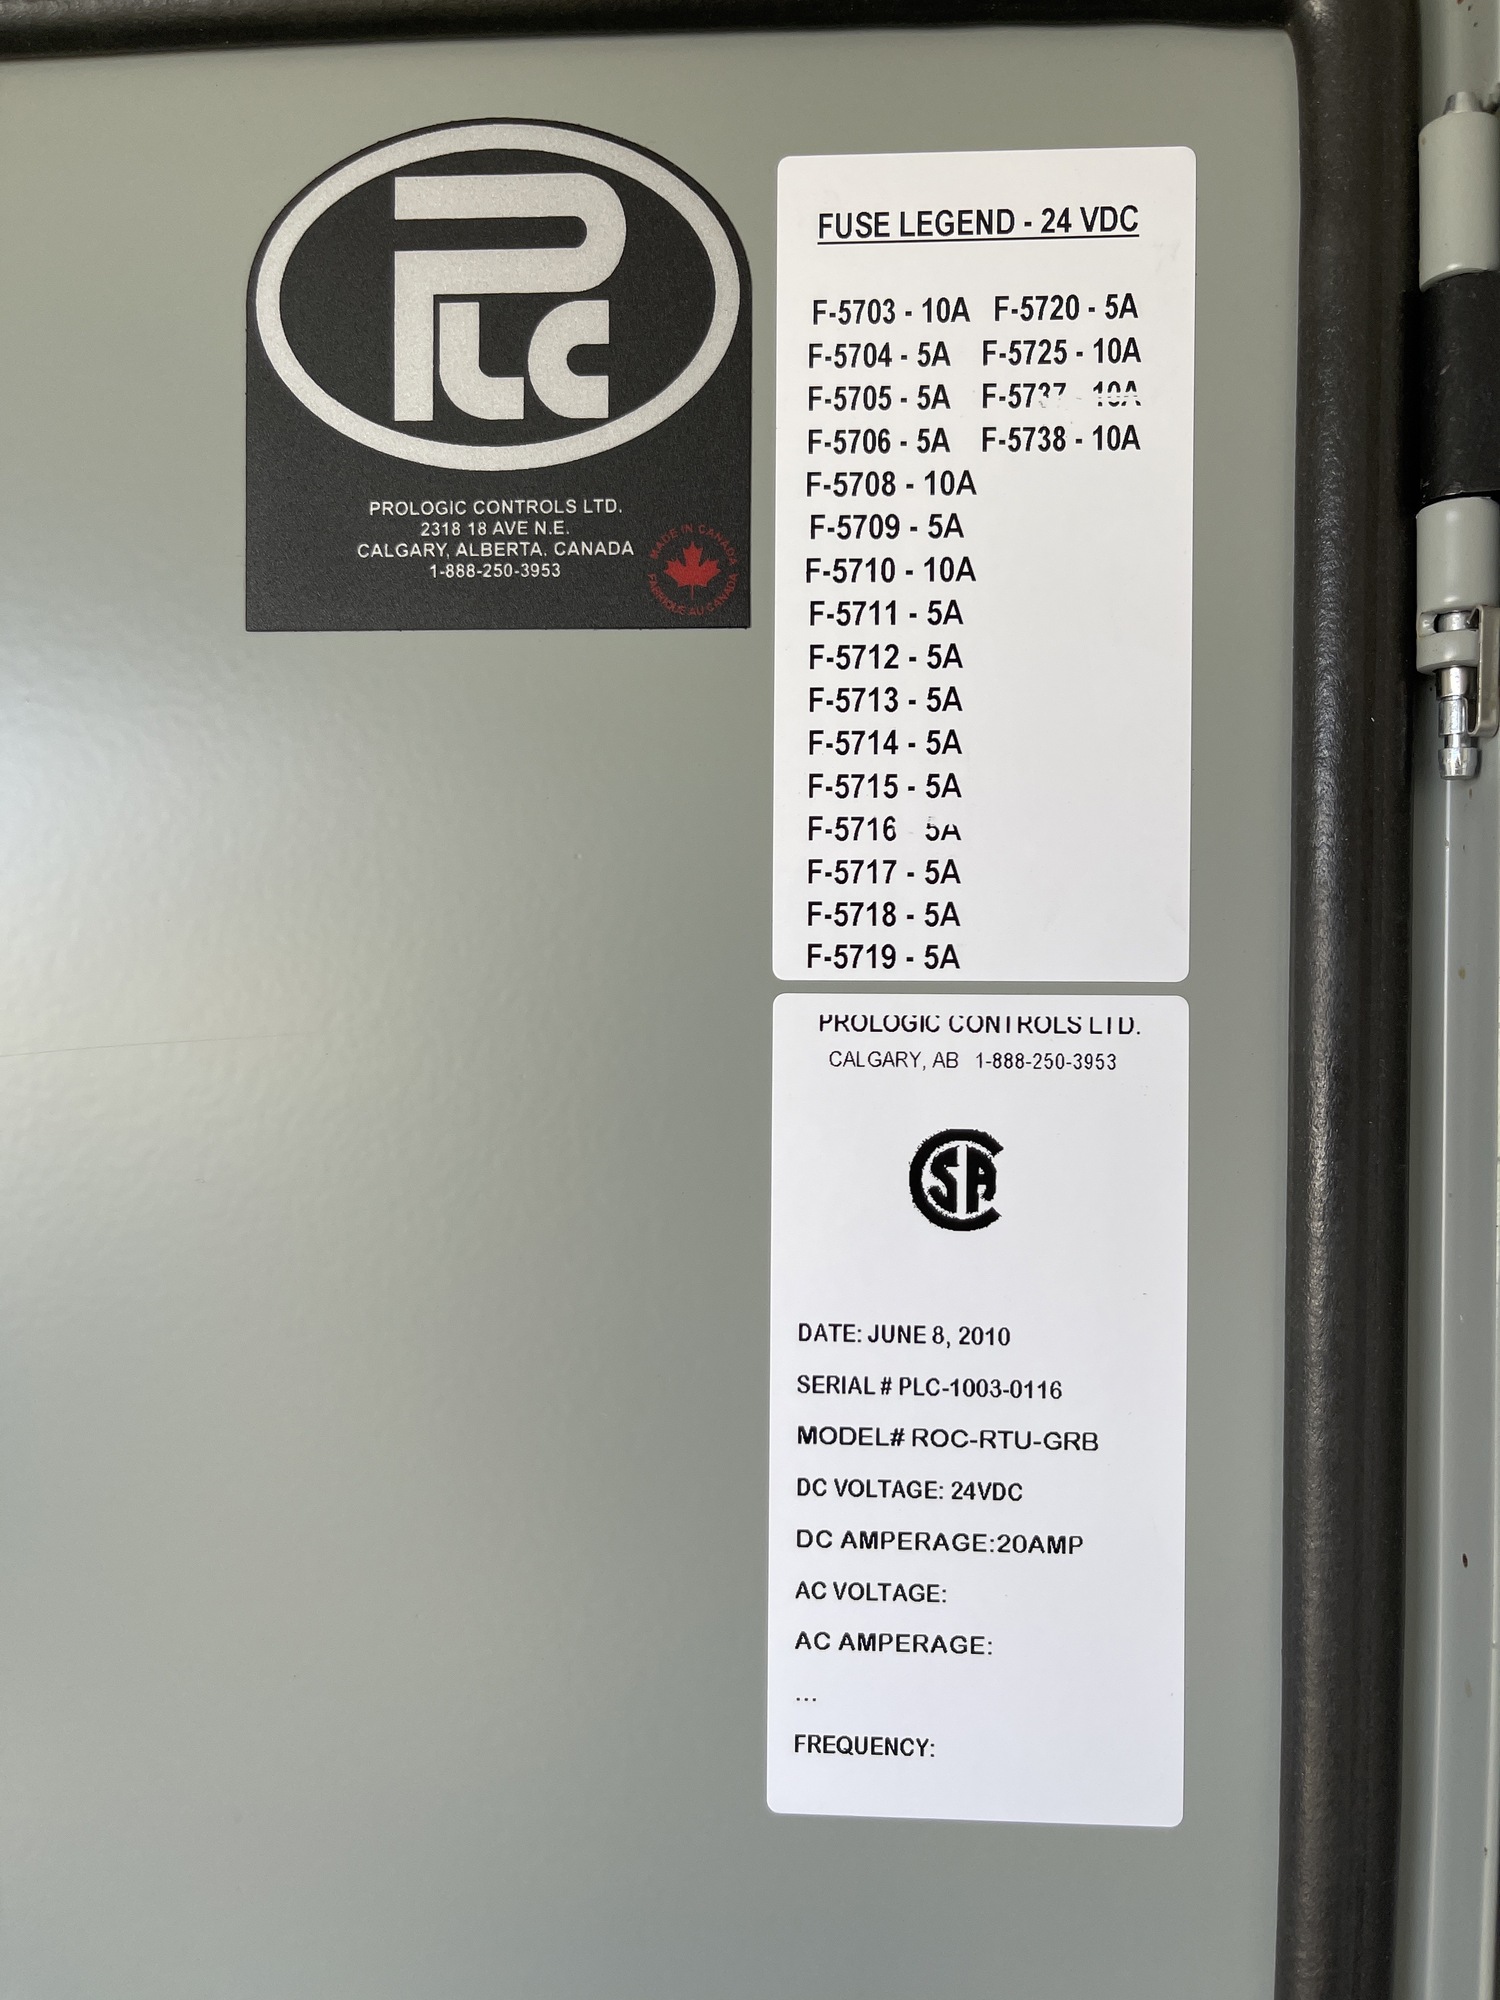 PLC
PROLOGIC CONTROLS LTD.
2318 18 AVE N.E.
CALGARY, ALBERTA, CANADA
1-888-250-3953
MADE IN CANADA
FABRIQUÉ AU CANADA
FUSE LEGEND - 24 VDC
F-5703 - 10A F-5720 - 5A
F-5704 - 5A F-5725 - 10A
F-5705 - 5A F-5737 10A
F-5706 - 5A F-5738 - 10A
F-5708 - 10A
F-5709 - 5A
F-5710 - 10A
F-5711 - 5A
F-5712 - 5A
F-5713 - 5A
F-5714 - 5A
F-5715 - 5A
F-5716 5A
F-5717 - 5A
F-5718 - 5A
F-5719 - 5A
PROLOGIC CONTROLS LTD.
CALGARY, AB 1-888-250-3953
CSA
DATE: JUNE 8, 2010
SERIAL # PLC-1003-0116
MODEL# ROC-RTU-GRB
DC VOLTAGE: 24VDC
DC AMPERAGE:20AMP
AC VOLTAGE:
AC AMPERAGE:
...
FREQUENCY: